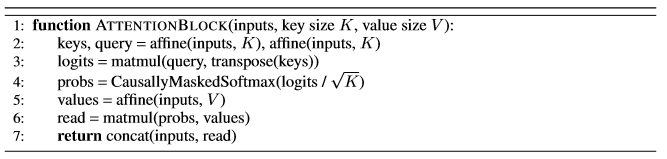 1: function ATTENTIONBLOCK(inputs, key size K, value size V):
2: keys, query = affine(inputs, K), affine(inputs, K)
3: logits = matmul(query, transpose(keys))
4: probs = CausallyMaskedSoftmax(logits / √K)
5: values = affine(inputs, V)
6: read = matmul(probs, values)
7: return concat(inputs, read)